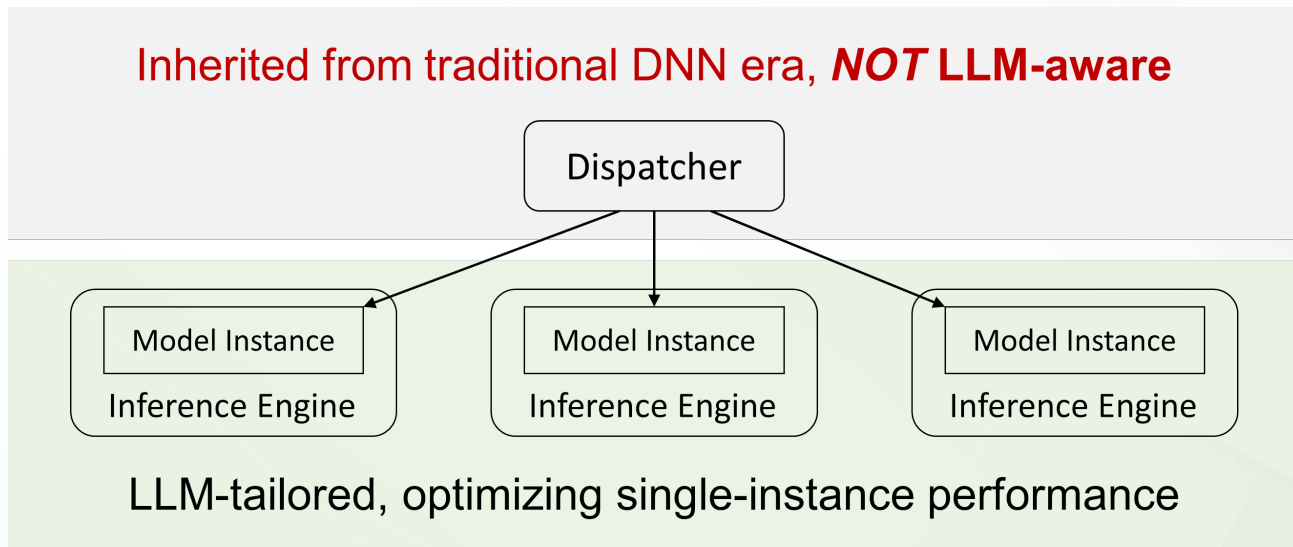 Inherited from traditional DNN era, NOT LLM-aware
Dispatcher
Model Instance
Inference Engine
Model Instance
Inference Engine
Model Instance
Inference Engine
LLM-tailored, optimizing single-instance performance